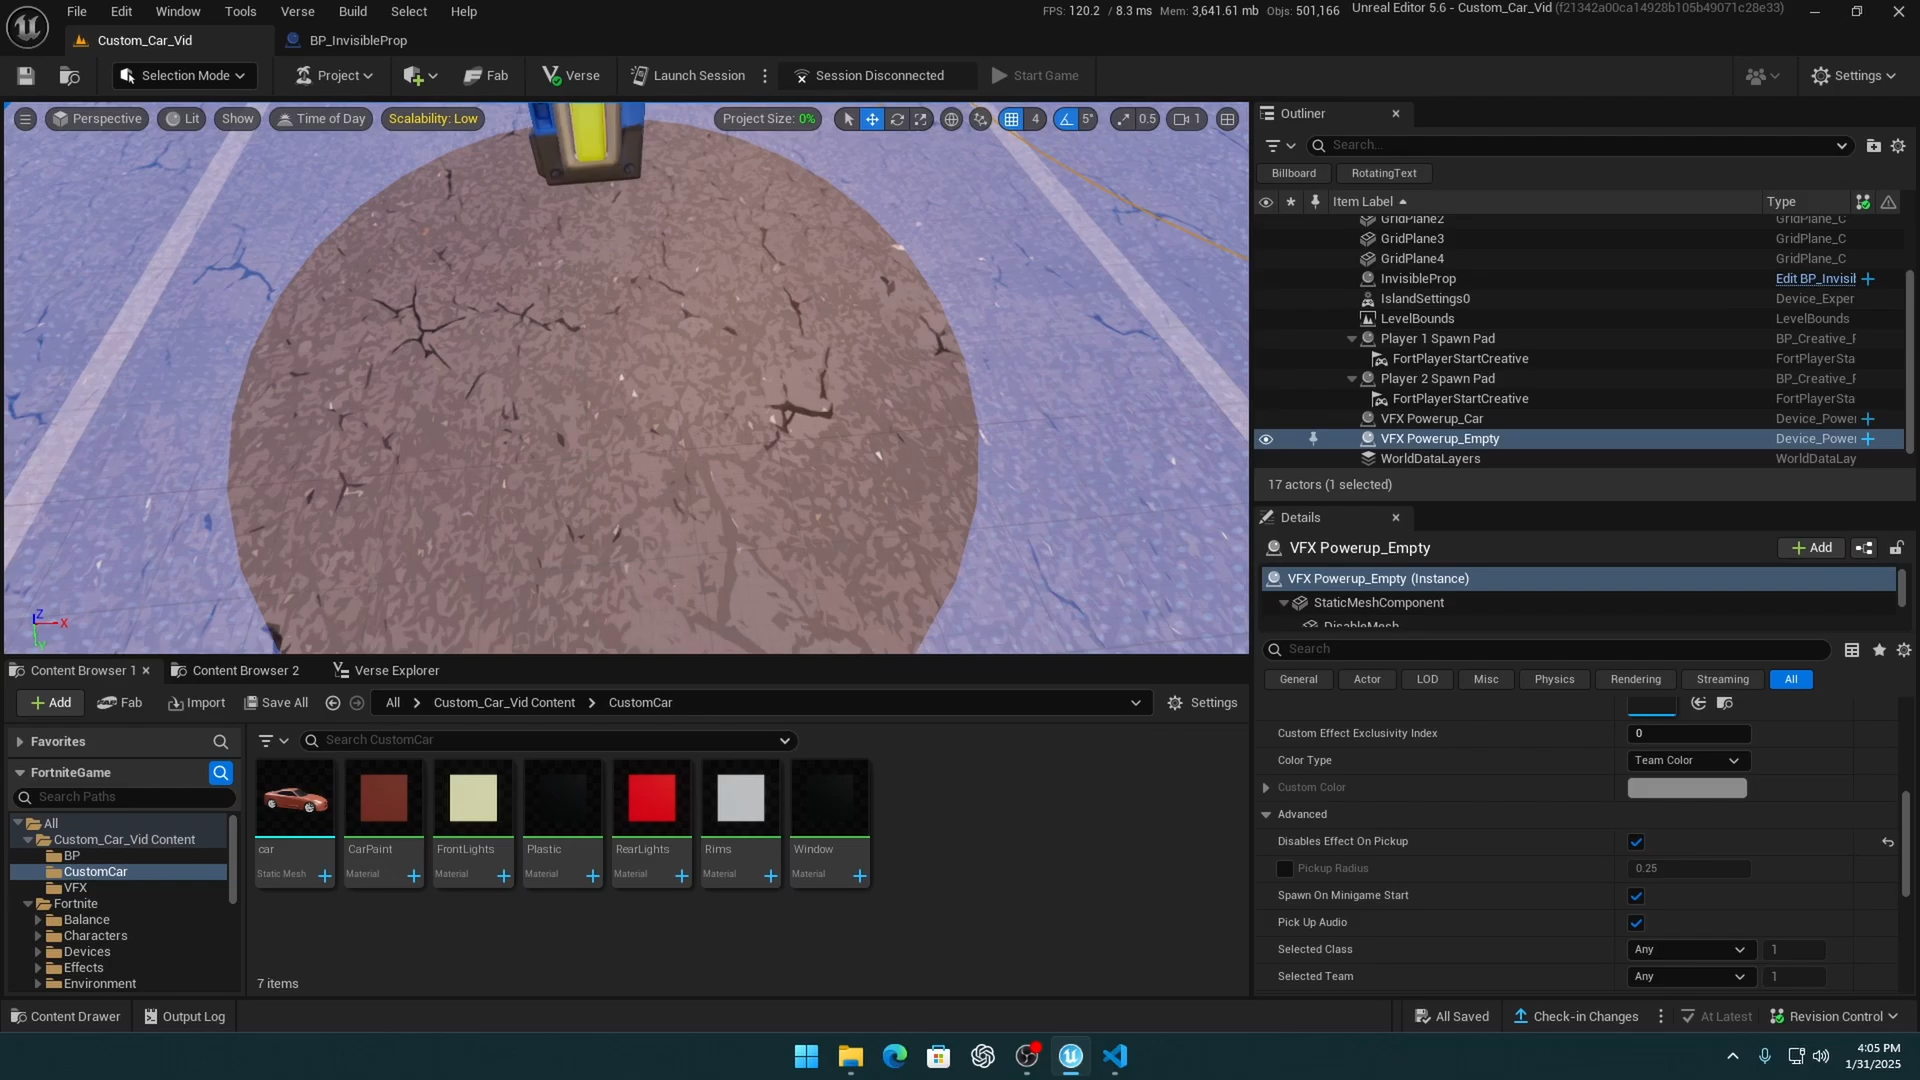 File Edit Window Tools Verse Build Select Help
FPS: 120.2 / 8.3 ms Mem: 3,641.61 mb Objs: 501,166 Unreal Editor 5.6 - Custom_Car_Vid (f21342a00ca14928b105b49071c28e33)
Custom_Car_Vid
BP_InvisibleProp
Selection Mode
Project
Fab
Verse
Launch Session
Session Disconnected
Start Game
Settings
Perspective
Lit
Show
Time of Day
Scalability: Low
Project Size: 0%
4
5°
0.5
1
Z
X
Y
Outliner
Search...
Billboard
RotatingText
Item Label
Type
GridPlane2 GridPlane_C
GridPlane3 GridPlane_C
GridPlane4 GridPlane_C
InvisibleProp Edit BP_Invisil
IslandSettings0 Device_Exper
LevelBounds LevelBounds
Player 1 Spawn Pad BP_Creative_F
FortPlayerStartCreative FortPlayerSta
Player 2 Spawn Pad BP_Creative_F
FortPlayerStartCreative FortPlayerSta
VFX Powerup_Car Device_Power
VFX Powerup_Empty Device_Power
WorldDataLayers WorldDataLay
17 actors (1 selected)
Details
VFX Powerup_Empty
Add
VFX Powerup_Empty (Instance)
StaticMeshComponent
DisableMesh
Search
General
Actor
LOD
Misc
Physics
Rendering
Streaming
All
Custom Effect Exclusivity Index 0
Color Type Team Color
Custom Color
Advanced
Disables Effect On Pickup
Pickup Radius 0.25
Spawn On Minigame Start
Pick Up Audio
Selected Class Any 1
Selected Team Any 1
Content Browser 1
Content Browser 2
Verse Explorer
Add
Fab
Import
Save All
All
Custom_Car_Vid Content
CustomCar
Settings
Favorites
FortniteGame
Search Paths
All
Custom_Car_Vid Content
BP
CustomCar
VFX
Fortnite
Balance
Characters
Devices
Effects
Environment
Search CustomCar
car
Static Mesh
CarPaint
Material
FrontLights
Material
Plastic
Material
RearLights
Material
Rims
Material
Window
Material
7 items
Content Drawer
Output Log
All Saved
Check-in Changes
At Latest
Revision Control
4:05 PM
1/31/2025